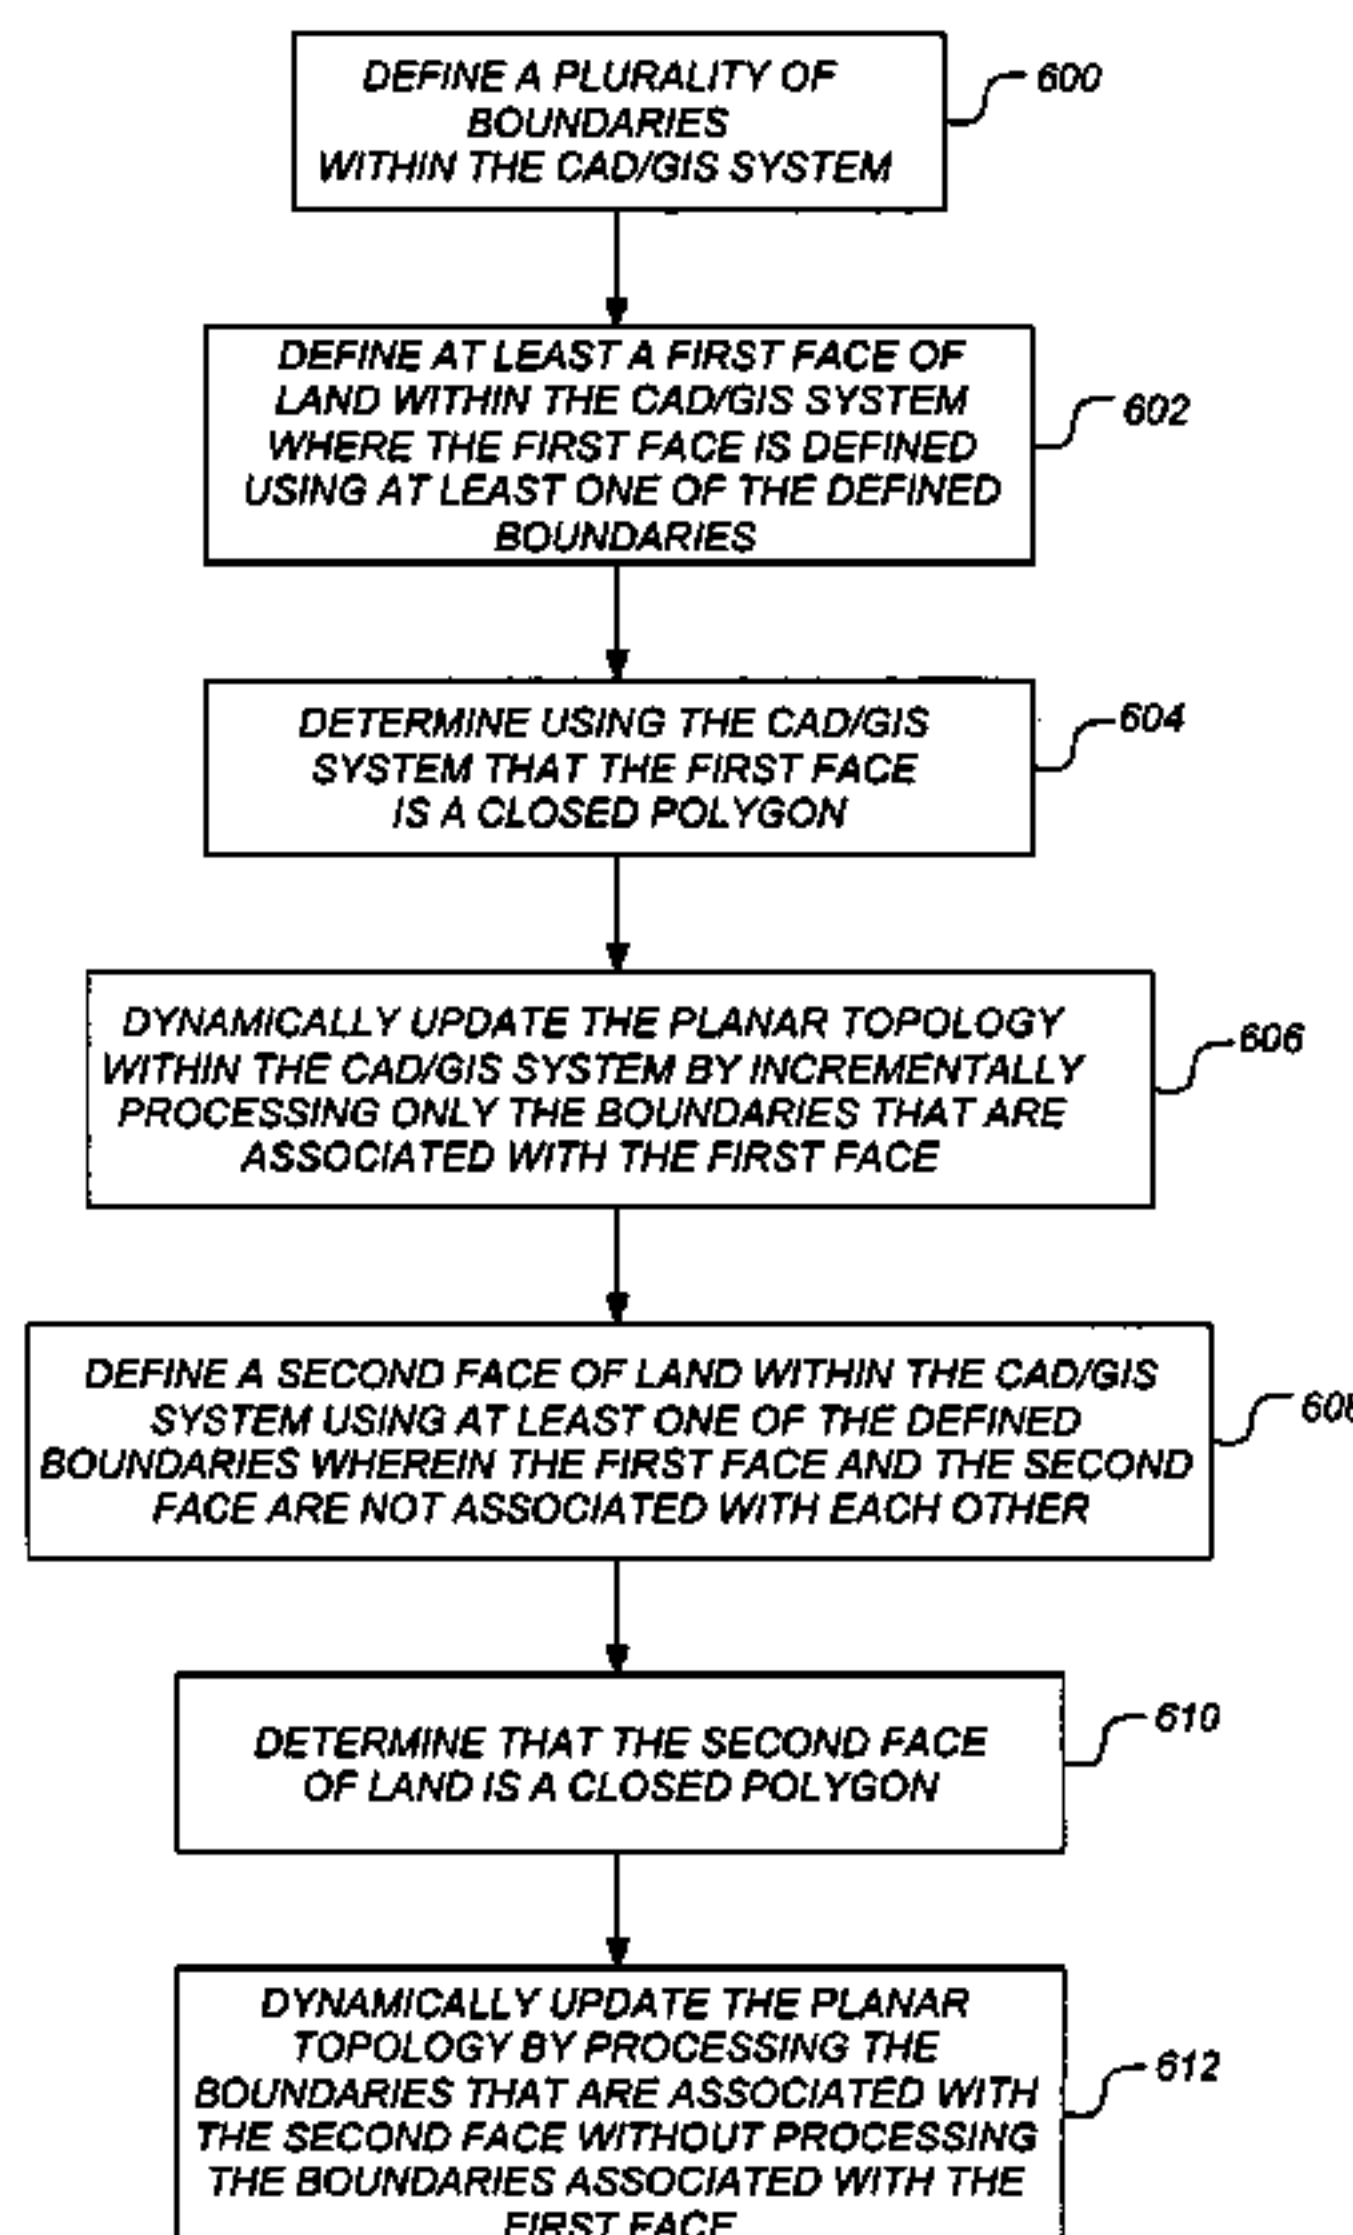 DEFINE A PLURALITY OF
BOUNDARIES
WITHIN THE CAD/GIS SYSTEM
600
DEFINE AT LEAST A FIRST FACE OF
LAND WITHIN THE CAD/GIS SYSTEM
WHERE THE FIRST FACE IS DEFINED
USING AT LEAST ONE OF THE DEFINED
BOUNDARIES
602
DETERMINE USING THE CAD/GIS
SYSTEM THAT THE FIRST FACE
IS A CLOSED POLYGON
604
DYNAMICALLY UPDATE THE PLANAR TOPOLOGY
WITHIN THE CAD/GIS SYSTEM BY INCREMENTALLY
PROCESSING ONLY THE BOUNDARIES THAT ARE
ASSOCIATED WITH THE FIRST FACE
606
DEFINE A SECOND FACE OF LAND WITHIN THE CAD/GIS
SYSTEM USING AT LEAST ONE OF THE DEFINED
BOUNDARIES WHEREIN THE FIRST FACE AND THE SECOND
FACE ARE NOT ASSOCIATED WITH EACH OTHER
608
DETERMINE THAT THE SECOND FACE
OF LAND IS A CLOSED POLYGON
610
DYNAMICALLY UPDATE THE PLANAR
TOPOLOGY BY PROCESSING THE
BOUNDARIES THAT ARE ASSOCIATED WITH
THE SECOND FACE WITHOUT PROCESSING
THE BOUNDARIES ASSOCIATED WITH THE
FIRST FACE
612